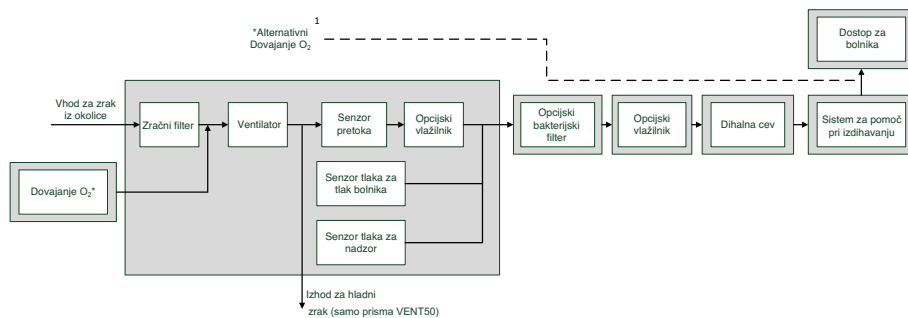 1
*Alternativni
Dovajanje O₂
Dostop za
bolnika
Vhod za zrak
iz okolice
Zračni filter
Ventilator
Senzor
pretoka
Opcijski
vlažilnik
Opcijski
bakterijski
filter
Opcijski
vlažilnik
Dihalna cev
Sistem za pomoč
pri izdihavanju
Dovajanje O₂*
Senzor tlaka za
tlak bolnika
Senzor tlaka za
nadzor
Izhod za hladni
zrak (samo prisma VENT50)